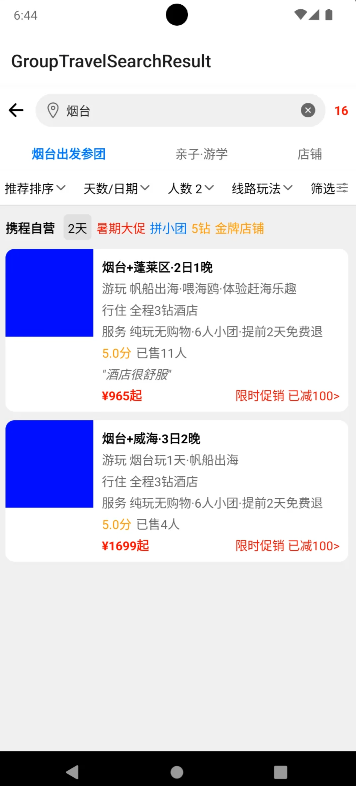 6:44
GroupTravelSearchResult
烟台
16
烟台出发参团 亲子·游学 店铺
推荐排序 天数/日期 人数 2 线路玩法 筛选
携程自营 2天 暑期大促 拼小团 5钻 金牌店铺
烟台+蓬莱区·2日1晚
游玩 帆船出海·喂海鸥·体验赶海乐趣
行住 全程3钻酒店
服务 纯玩无购物·6人小团·提前2天免费退
5.0分 已售11人
"酒店很舒服"
¥965起 限时促销 已减100>
烟台+威海·3日2晚
游玩 烟台玩1天·帆船出海
行住 全程3钻酒店
服务 纯玩无购物·6人小团·提前2天免费退
5.0分 已售4人
¥1699起 限时促销 已减100>